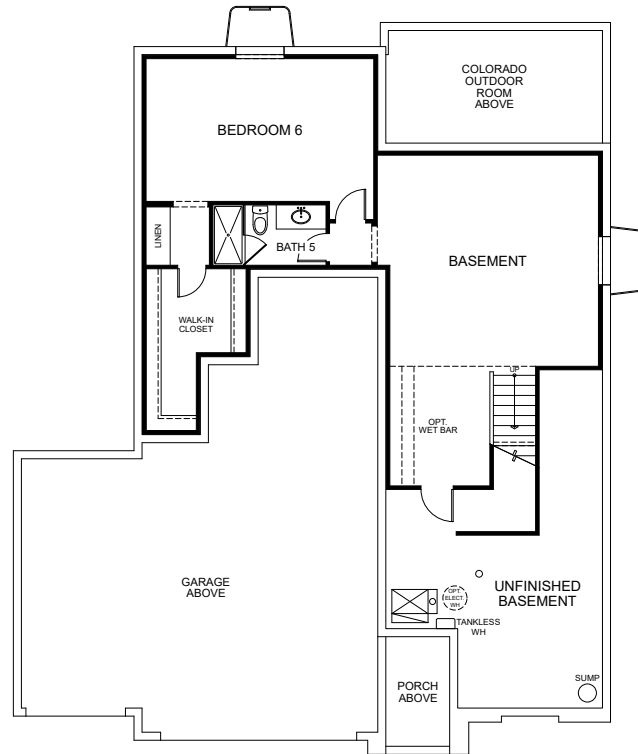 COLORADO
OUTDOOR
ROOM
ABOVE
BEDROOM 6
LINEN
BATH 5
BASEMENT
WALK-IN
CLOSET
UP
OPT.
WET BAR
GARAGE
ABOVE
OPT.
ELECT.
WH
UNFINISHED
BASEMENT
TANKLESS
WH
SUMP
PORCH
ABOVE